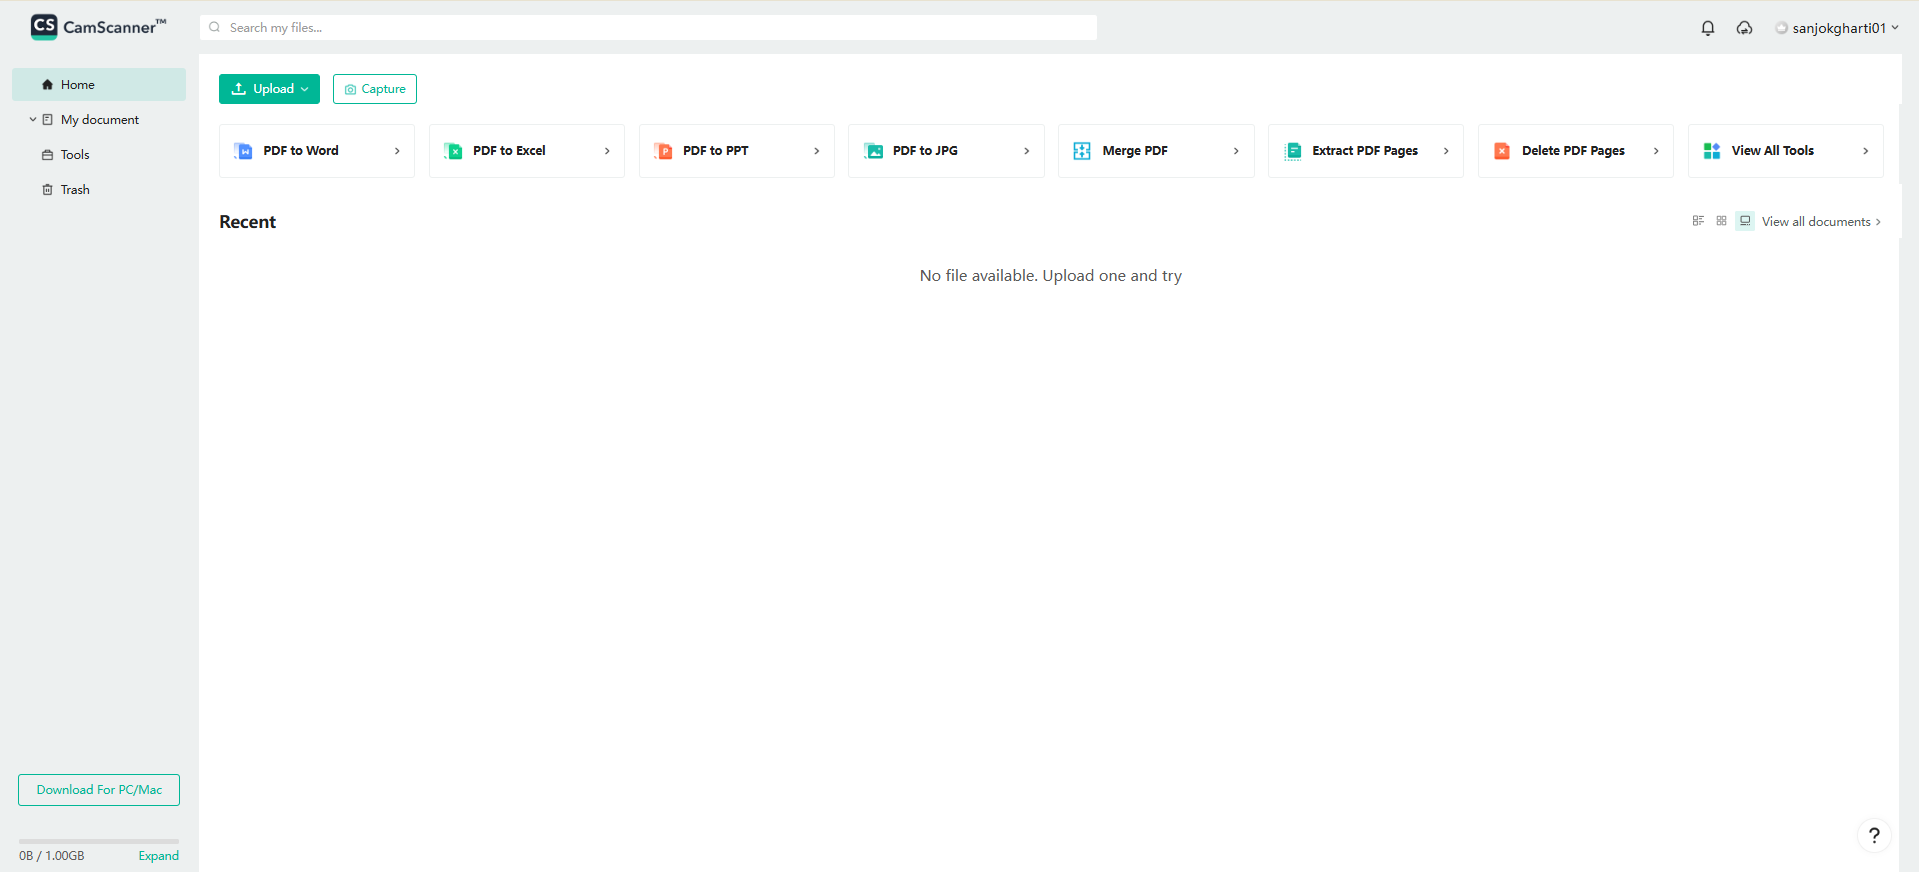 CS CamScanner™
Search my files...
sanjokgharti01
Home
My document
Tools
Trash
Upload
Capture
PDF to Word
PDF to Excel
PDF to PPT
PDF to JPG
Merge PDF
Extract PDF Pages
Delete PDF Pages
View All Tools
Recent
View all documents
No file available. Upload one and try
Download For PC/Mac
0B / 1.00GB
Expand
?